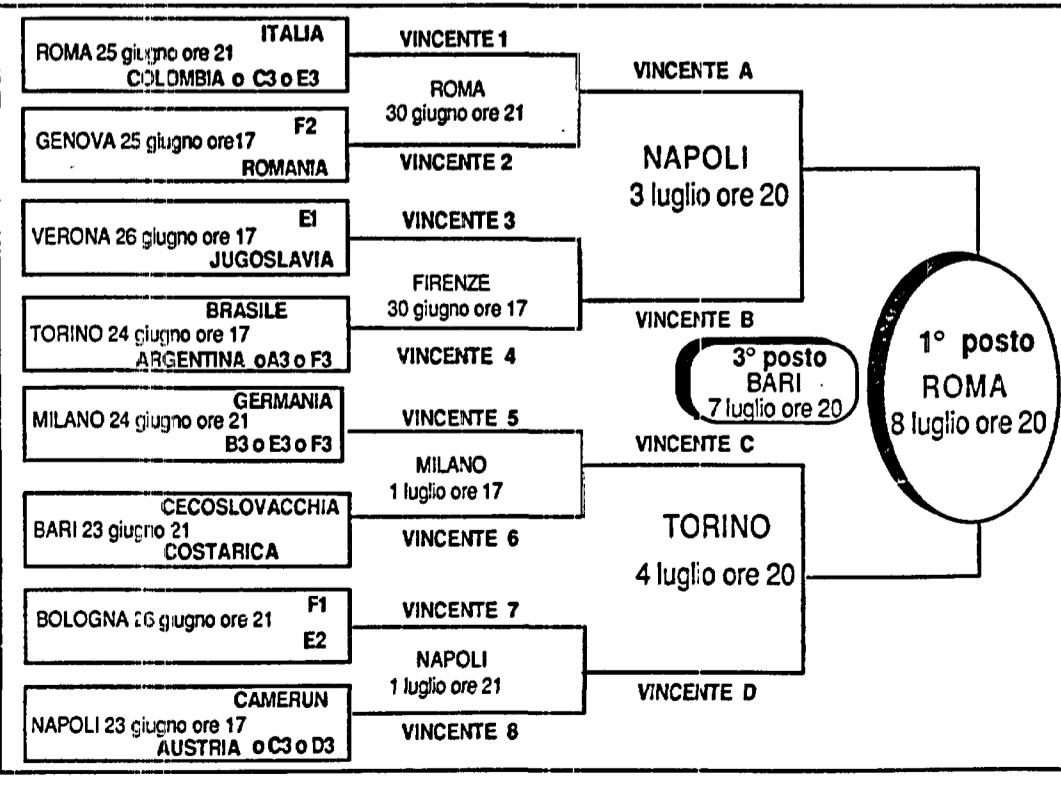 ITALIA
ROMA 25 giugno ore 21
COLOMBIA o C3 o E3
F2
GENOVA 25 giugno ore17
ROMANIA
E1
VERONA 26 giugno ore 17
JUGOSLAVIA
BRASILE
TORINO 24 giugno ore 17
ARGENTINA oA3 o F3
GERMANIA
MILANO 24 giugno ore 21
B3 o E3 o F3
CECOSLOVACCHIA
BARI 23 giugno 21
COSTARICA
F1
BOLOGNA 26 giugno ore 21
E2
CAMERUN
NAPOLI 23 giugno ore 17
AUSTRIA o C3 o D3
VINCENTE 1
ROMA
30 giugno ore 21
VINCENTE 2
VINCENTE 3
FIRENZE
30 giugno ore 17
VINCENTE 4
VINCENTE 5
MILANO
1 luglio ore 17
VINCENTE 6
VINCENTE 7
NAPOLI
1 luglio ore 21
VINCENTE 8
VINCENTE A
NAPOLI
3 luglio ore 20
VINCENTE B
3° posto
BARI
7 luglio ore 20
VINCENTE C
TORINO
4 luglio ore 20
VINCENTE D
1° posto
ROMA
8 luglio ore 20